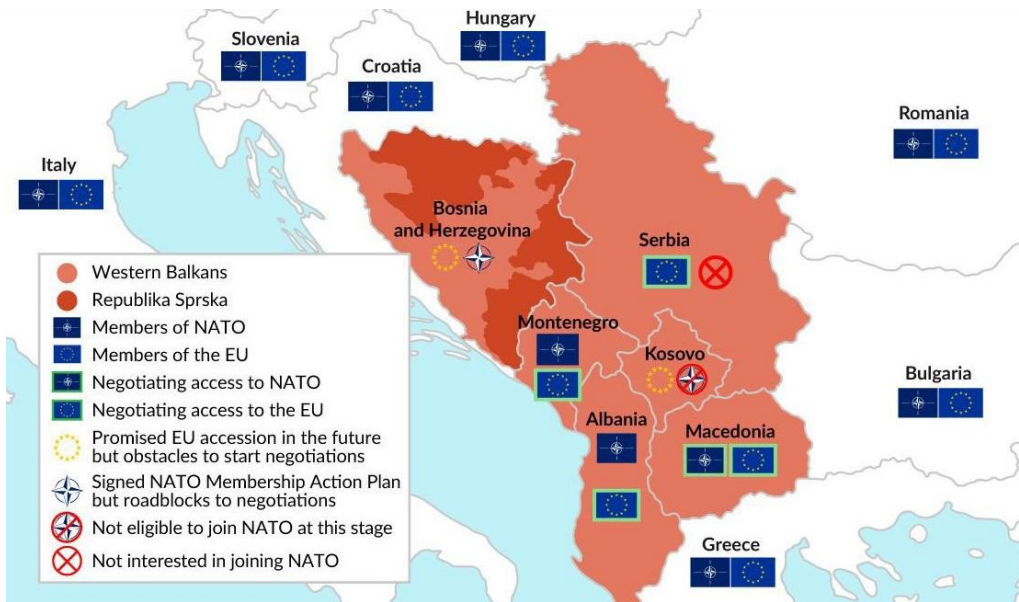 Hungary
Slovenia
Croatia
Romania
Italy
Bosnia
and Herzegovina
Serbia
Western Balkans
Republika Sprska
Members of NATO
Members of the EU
Negotiating access to NATO
Negotiating access to the EU
Promised EU accession in the future
but obstacles to start negotiations
Signed NATO Membership Action Plan
but roadblocks to negotiations
Not eligible to join NATO at this stage
Not interested in joining NATO
Montenegro
Kosovo
Bulgaria
Albania
Macedonia
Greece